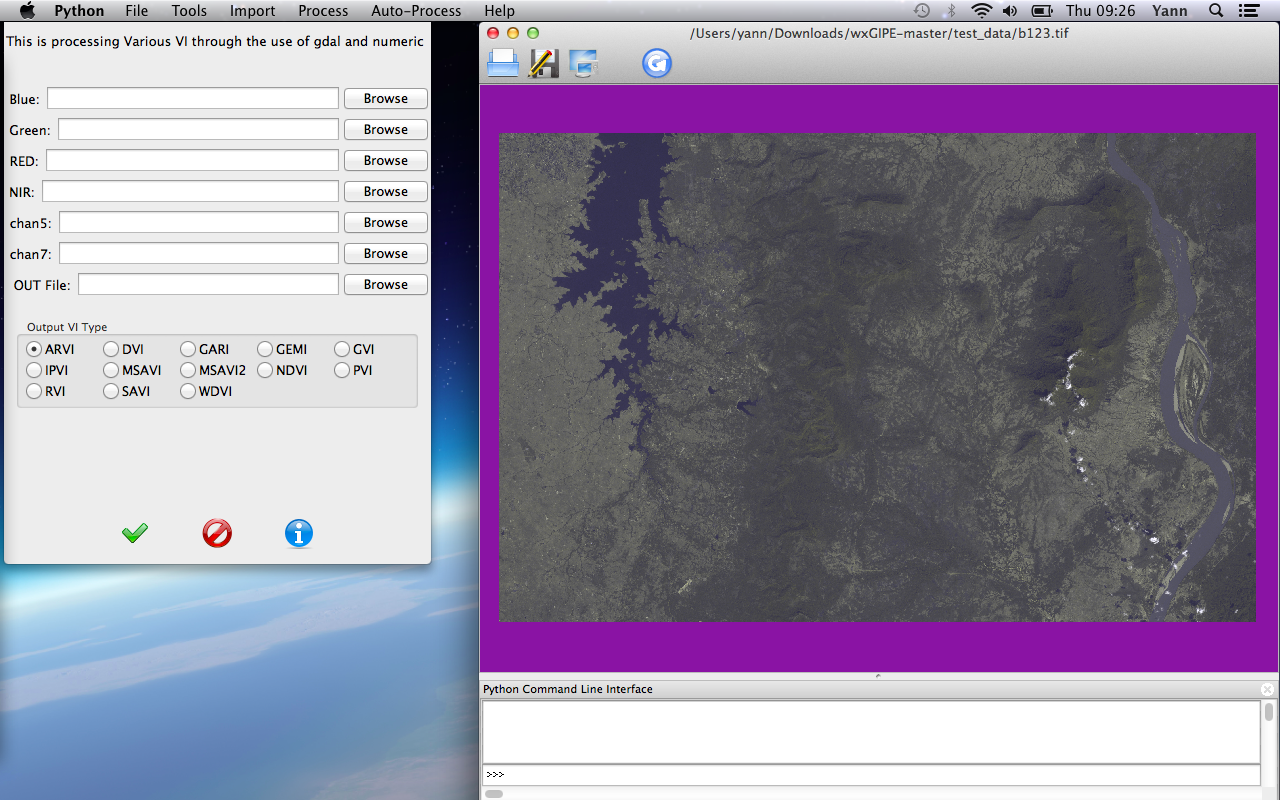 Python File Tools Import Process Auto-Process Help Thu 09:26 Yann
This is processing Various VI through the use of gdal and numeric
Blue: Browse
Green: Browse
RED: Browse
NIR: Browse
chan5: Browse
chan7: Browse
OUT File: Browse
Output VI Type
ARVI DVI GARI GEMI GVI
IPVI MSAVI MSAVI2 NDVI PVI
RVI SAVI WDVI
/Users/yann/Downloads/wxGIPE-master/test_data/b123.tif
Python Command Line Interface
>>>